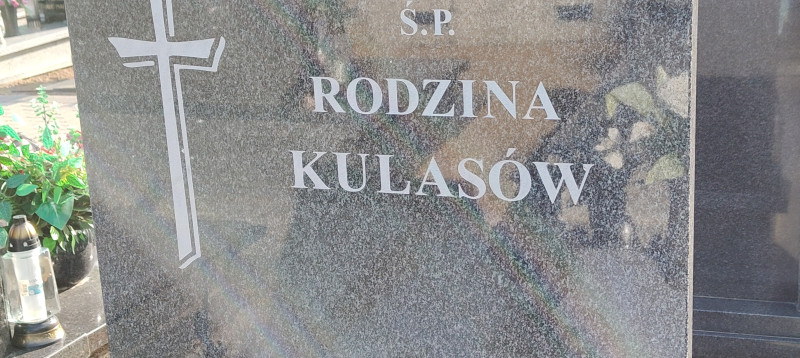 Ś.P.
RODZINA
KULASÓW